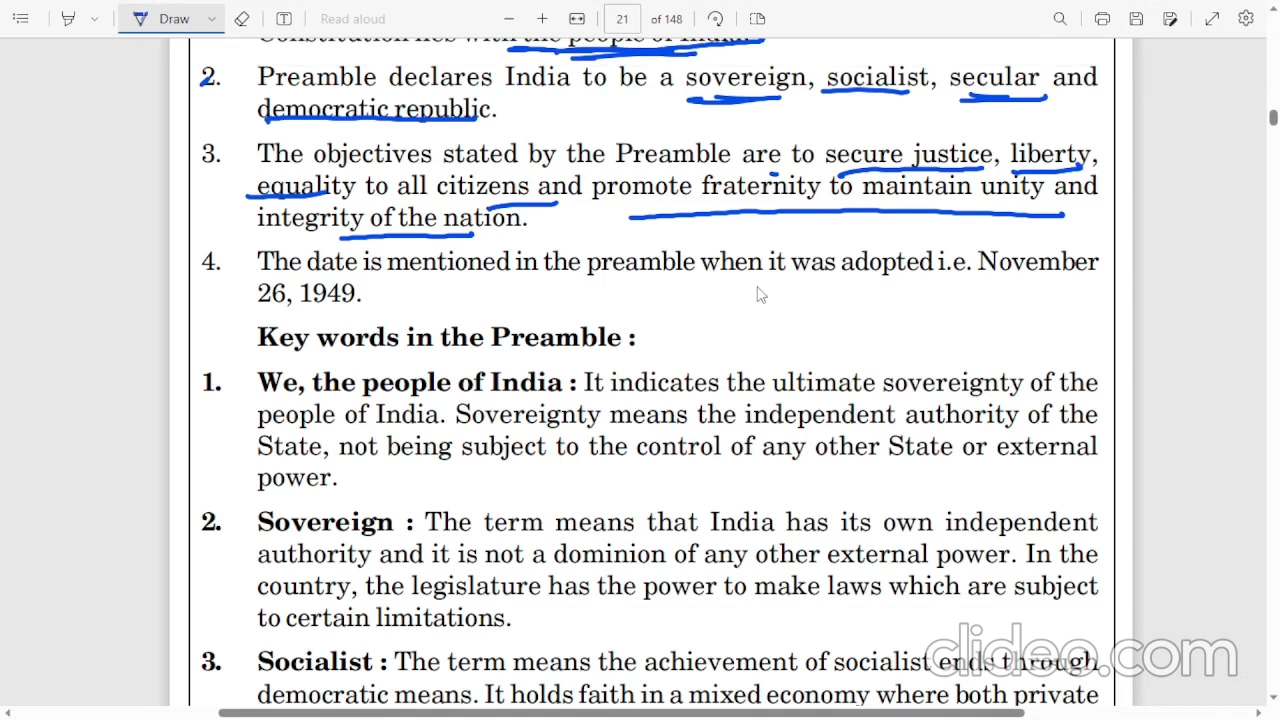 Draw
Read aloud
21
of 148
Constitution lies with the people of India.
2. Preamble declares India to be a sovereign, socialist, secular and
democratic republic.
3. The objectives stated by the Preamble are to secure justice, liberty,
equality to all citizens and promote fraternity to maintain unity and
integrity of the nation.
4. The date is mentioned in the preamble when it was adopted i.e. November
26, 1949.
Key words in the Preamble :
1. We, the people of India : It indicates the ultimate sovereignty of the
people of India. Sovereignty means the independent authority of the
State, not being subject to the control of any other State or external
power.
2. Sovereign : The term means that India has its own independent
authority and it is not a dominion of any other external power. In the
country, the legislature has the power to make laws which are subject
to certain limitations.
3. Socialist : The term means the achievement of socialist ends through
democratic means. It holds faith in a mixed economy where both private
clideo.com